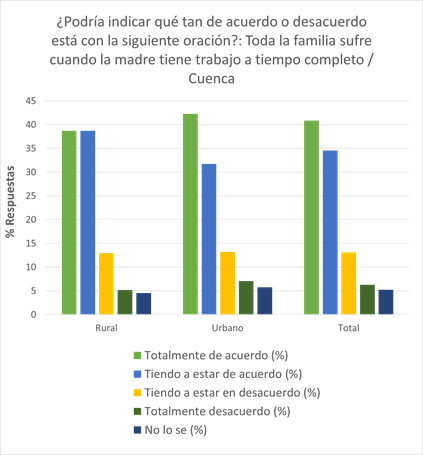 ¿Podría indicar qué tan de acuerdo o desacuerdo
está con la siguiente oración?: Toda la familia sufre
cuando la madre tiene trabajo a tiempo completo /
Cuenca
% Respuestas
45
40
35
30
25
20
15
10
5
0
Rural
Urbano
Total
Totalmente de acuerdo (%)
Tiendo a estar de acuerdo (%)
Tiendo a estar en desacuerdo (%)
Totalmente desacuerdo (%)
No lo se (%)